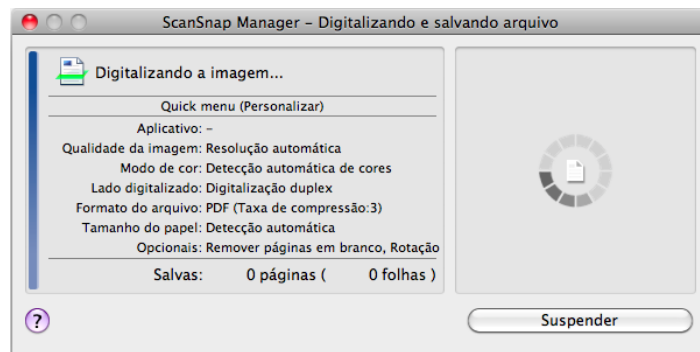 ScanSnap Manager – Digitalizando e salvando arquivo
Digitalizando a imagem...
Quick menu (Personalizar)
Aplicativo: –
Qualidade da imagem: Resolução automática
Modo de cor: Detecção automática de cores
Lado digitalizado: Digitalização duplex
Formato do arquivo: PDF (Taxa de compressão:3)
Tamanho do papel: Detecção automática
Opcionais: Remover páginas em branco, Rotação
Salvas: 0 páginas ( 0 folhas )
?
Suspender